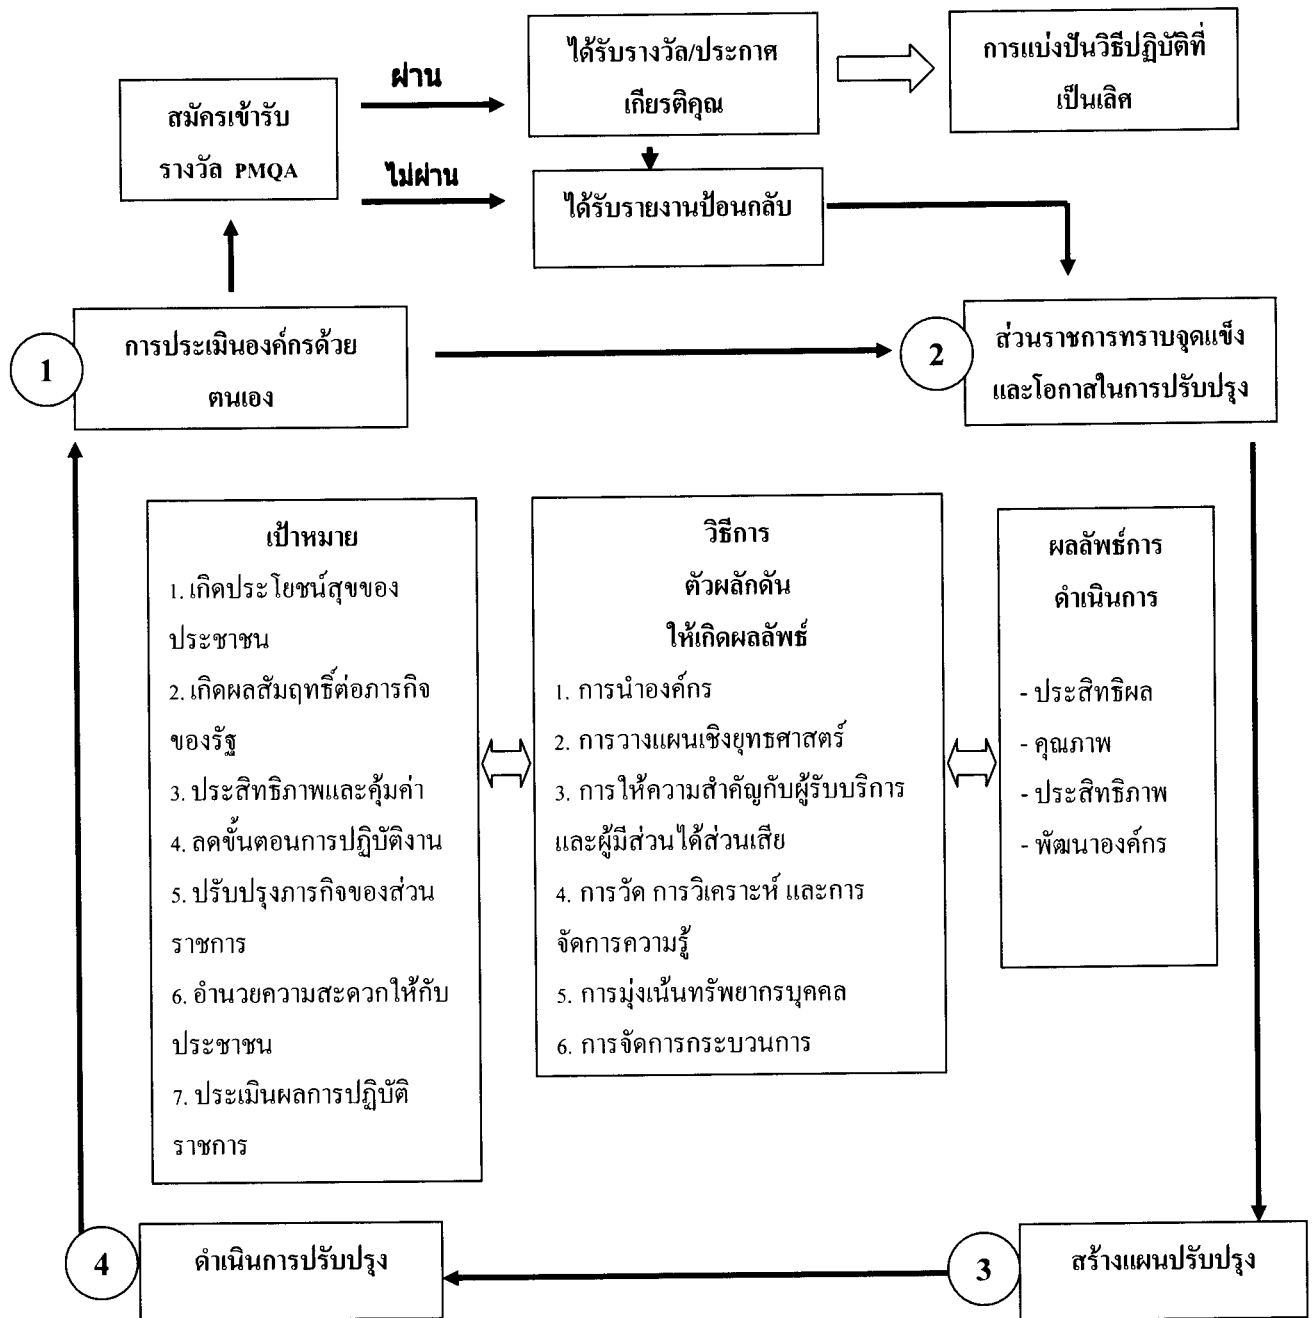 ได้รับรางวัล/ประกาศ
เกียรติคุณ
การแบ่งปันวิธีปฏิบัติที่
เป็นเลิศ
ผ่าน
สมัครเข้ารับ
รางวัล PMQA
ไม่ผ่าน
ได้รับรายงานป้อนกลับ
1
การประเมินองค์กรด้วย
ตนเอง
2
ส่วนราชการทราบจุดแข็ง
และโอกาสในการปรับปรุง
เป้าหมาย
1. เกิดประโยชน์สุขของ
ประชาชน
2. เกิดผลสัมฤทธิ์ต่อภารกิจ
ของรัฐ
3. ประสิทธิภาพและคุ้มค่า
4. ลดขั้นตอนการปฏิบัติงาน
5. ปรับปรุงภารกิจของส่วน
ราชการ
6. อำนวยความสะดวกให้กับ
ประชาชน
7. ประเมินผลการปฏิบัติ
ราชการ
วิธีการ
ตัวผลักดัน
ให้เกิดผลลัพธ์
1. การนำองค์กร
2. การวางแผนเชิงยุทธศาสตร์
3. การให้ความสำคัญกับผู้รับบริการ
และผู้มีส่วนได้ส่วนเสีย
4. การวัด การวิเคราะห์ และการ
จัดการความรู้
5. การมุ่งเน้นทรัพยากรบุคคล
6. การจัดการกระบวนการ
ผลลัพธ์การ
ดำเนินการ
- ประสิทธิผล
- คุณภาพ
- ประสิทธิภาพ
- พัฒนาองค์กร
4
ดำเนินการปรับปรุง
3
สร้างแผนปรับปรุง